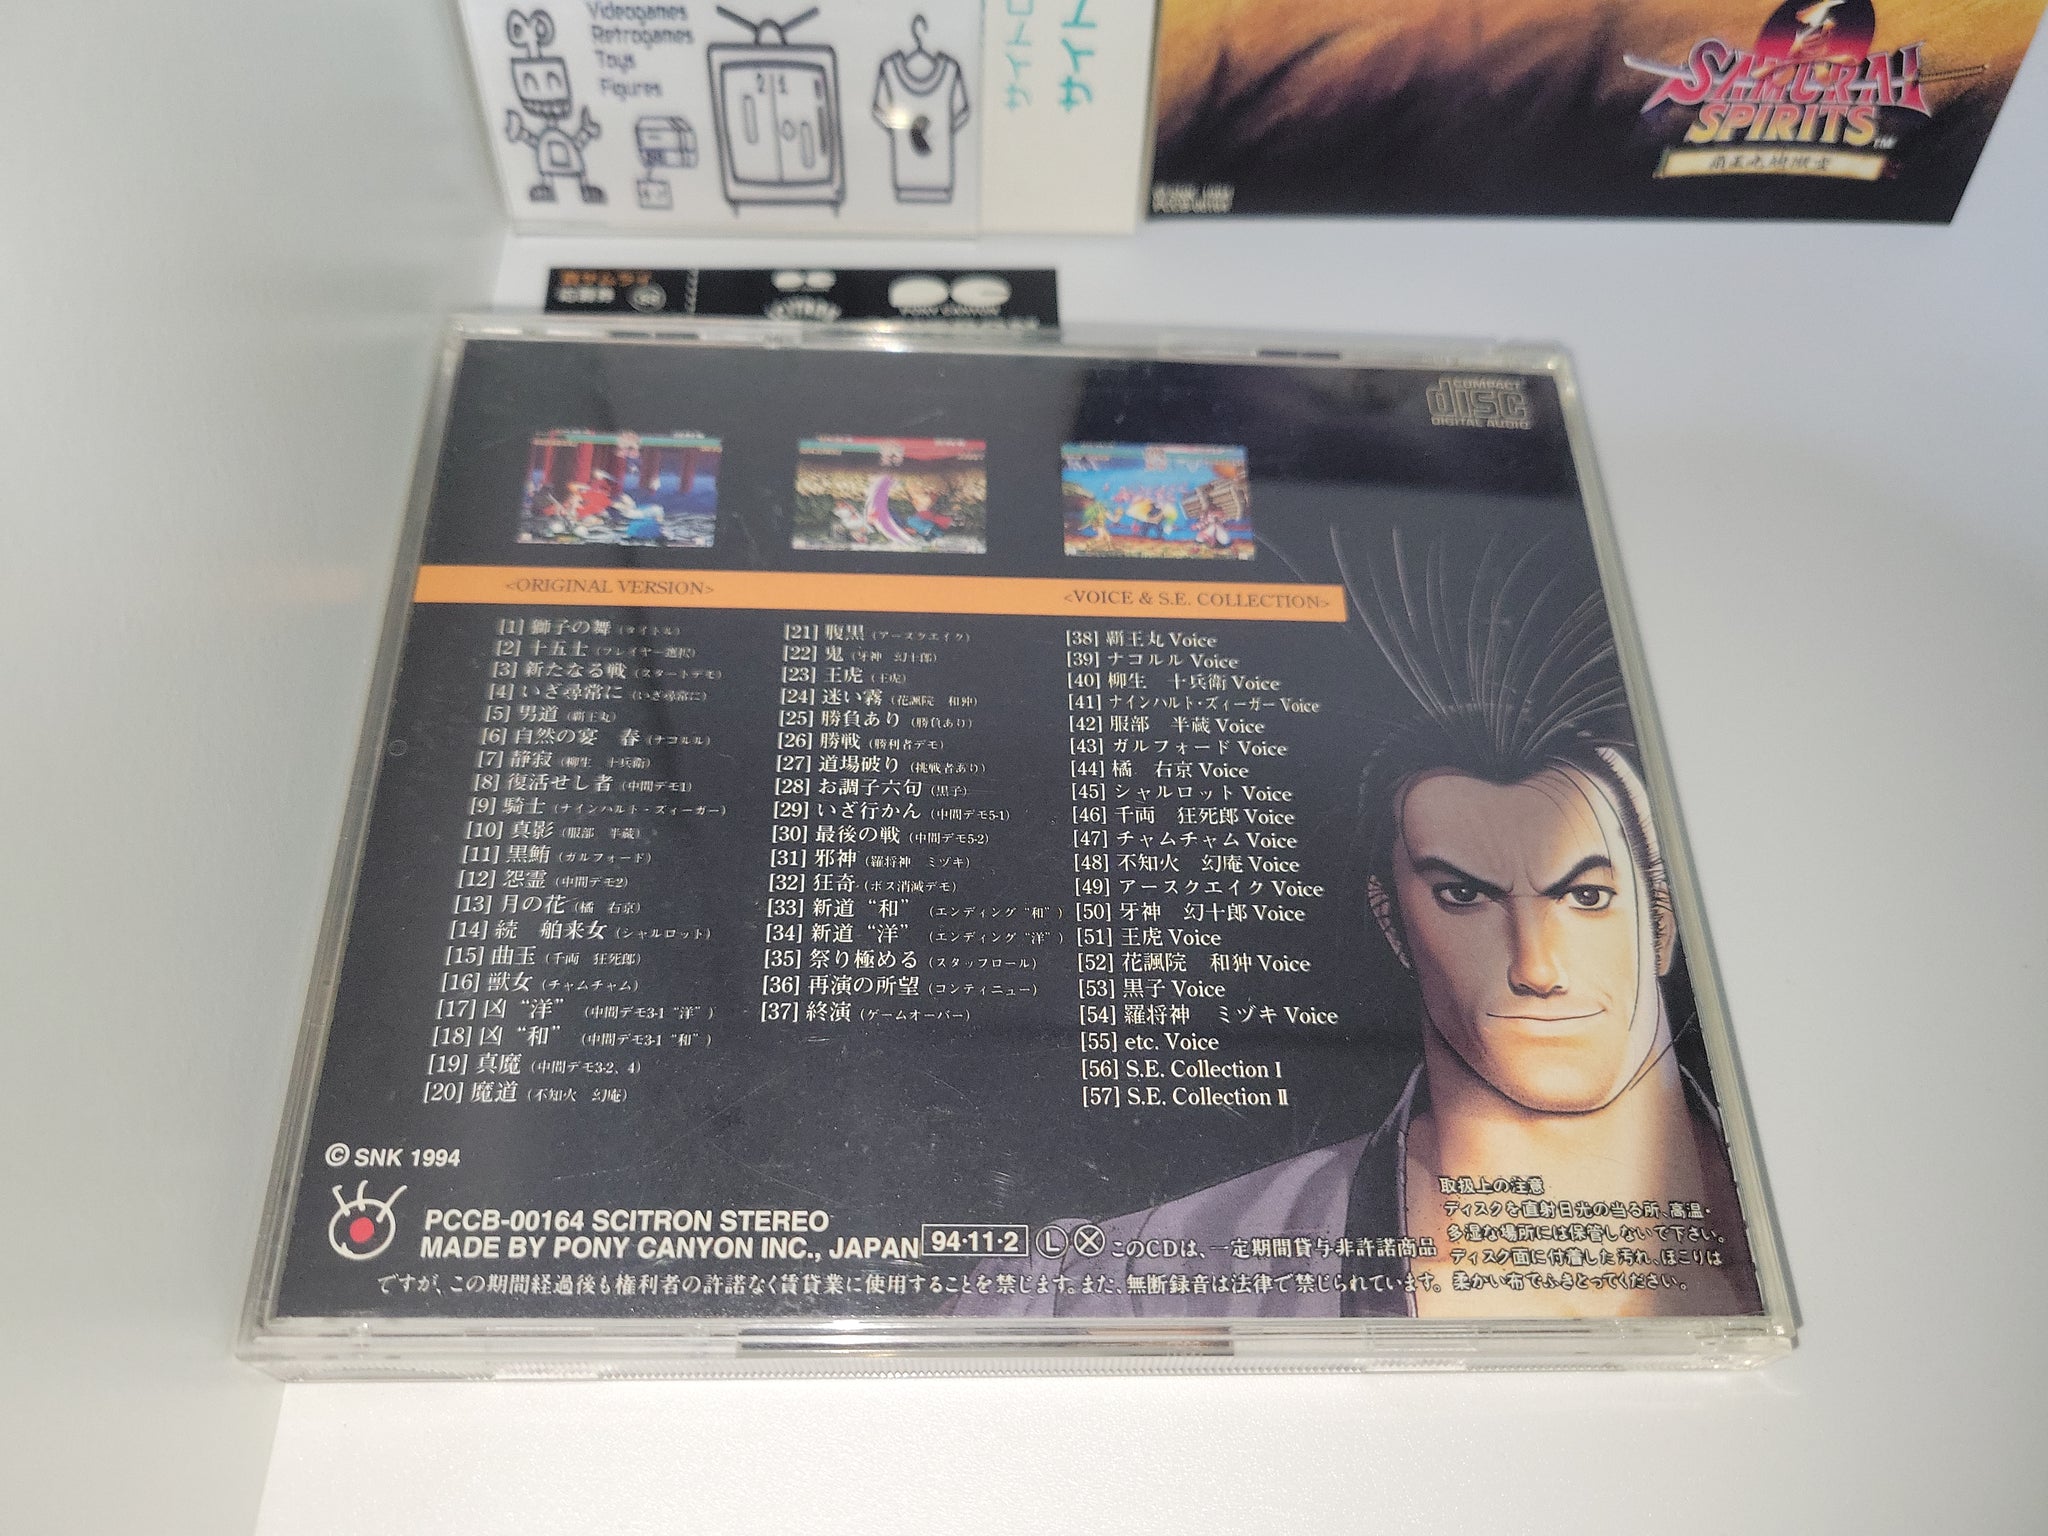 Videogames
Retrogames
Toys
Figures
サイトロ
サイト
SAMURAI
SPIRITS™
PONY CANYON
COMPACT
disc
DIGITAL AUDIO
<ORIGINAL VERSION>
[1] 獅子の舞（タイトル）
[2] 十五士（プレイヤー選択）
[3] 新たなる戦（スタートデモ）
[4] いざ尋常に（いざ尋常に）
[5] 男道（覇王丸）
[6] 自然の宴　春（ナコルル）
[7] 静寂（柳生　十兵衛）
[8] 復活せし者（中間デモ1）
[9] 騎士（ナインハルト・ズィーガー）
[10] 真影（服部　半蔵）
[11] 黒鮪（ガルフォード）
[12] 怨霊（中間デモ2）
[13] 月の花（橘　右京）
[14] 続　舶来女（シャルロット）
[15] 曲玉（千両　狂死郎）
[16] 獣女（チャムチャム）
[17] 凶“洋”（中間デモ3-1“洋”）
[18] 凶“和”（中間デモ3-1“和”）
[19] 真魔（中間デモ3-2、4）
[20] 魔道（不知火　幻庵）
[21] 腹黒（アースクエイク）
[22] 鬼（牙神　幻十郎）
[23] 王虎（王虎）
[24] 迷い霧（花諷院　和狆）
[25] 勝負あり（勝負あり）
[26] 勝戦（勝利者デモ）
[27] 道場破り（挑戦者あり）
[28] お調子六句（黒子）
[29] いざ行かん（中間デモ5-1）
[30] 最後の戦（中間デモ5-2）
[31] 邪神（羅将神　ミヅキ）
[32] 狂奇（ボス消滅デモ）
[33] 新道“和”（エンディング“和”）
[34] 新道“洋”（エンディング“洋”）
[35] 祭り極める（スタッフロール）
[36] 再演の所望（コンティニュー）
[37] 終演（ゲームオーバー）
<VOICE & S.E. COLLECTION>
[38] 覇王丸 Voice
[39] ナコルル Voice
[40] 柳生　十兵衛 Voice
[41] ナインハルト・ズィーガー Voice
[42] 服部　半蔵 Voice
[43] ガルフォード Voice
[44] 橘　右京 Voice
[45] シャルロット Voice
[46] 千両　狂死郎 Voice
[47] チャムチャム Voice
[48] 不知火　幻庵 Voice
[49] アースクエイク Voice
[50] 牙神　幻十郎 Voice
[51] 王虎 Voice
[52] 花諷院　和狆 Voice
[53] 黒子 Voice
[54] 羅将神　ミヅキ Voice
[55] etc. Voice
[56] S.E. Collection Ⅰ
[57] S.E. Collection Ⅱ
© SNK 1994
PCCB-00164 SCITRON STEREO
MADE BY PONY CANYON INC., JAPAN 94·11·2 Ⓛ ⓧ このCDは、一定期間貸与非許諾商品
ですが、この期間経過後も権利者の許諾なく賃貸業に使用することを禁じます。また、無断録音は法律で禁じられています。
取扱上の注意
ディスクを直射日光の当る所、高温・
多湿な場所には保管しないで下さい。
ディスク面に付着した汚れ、ほこりは
柔かい布でふきとってください。